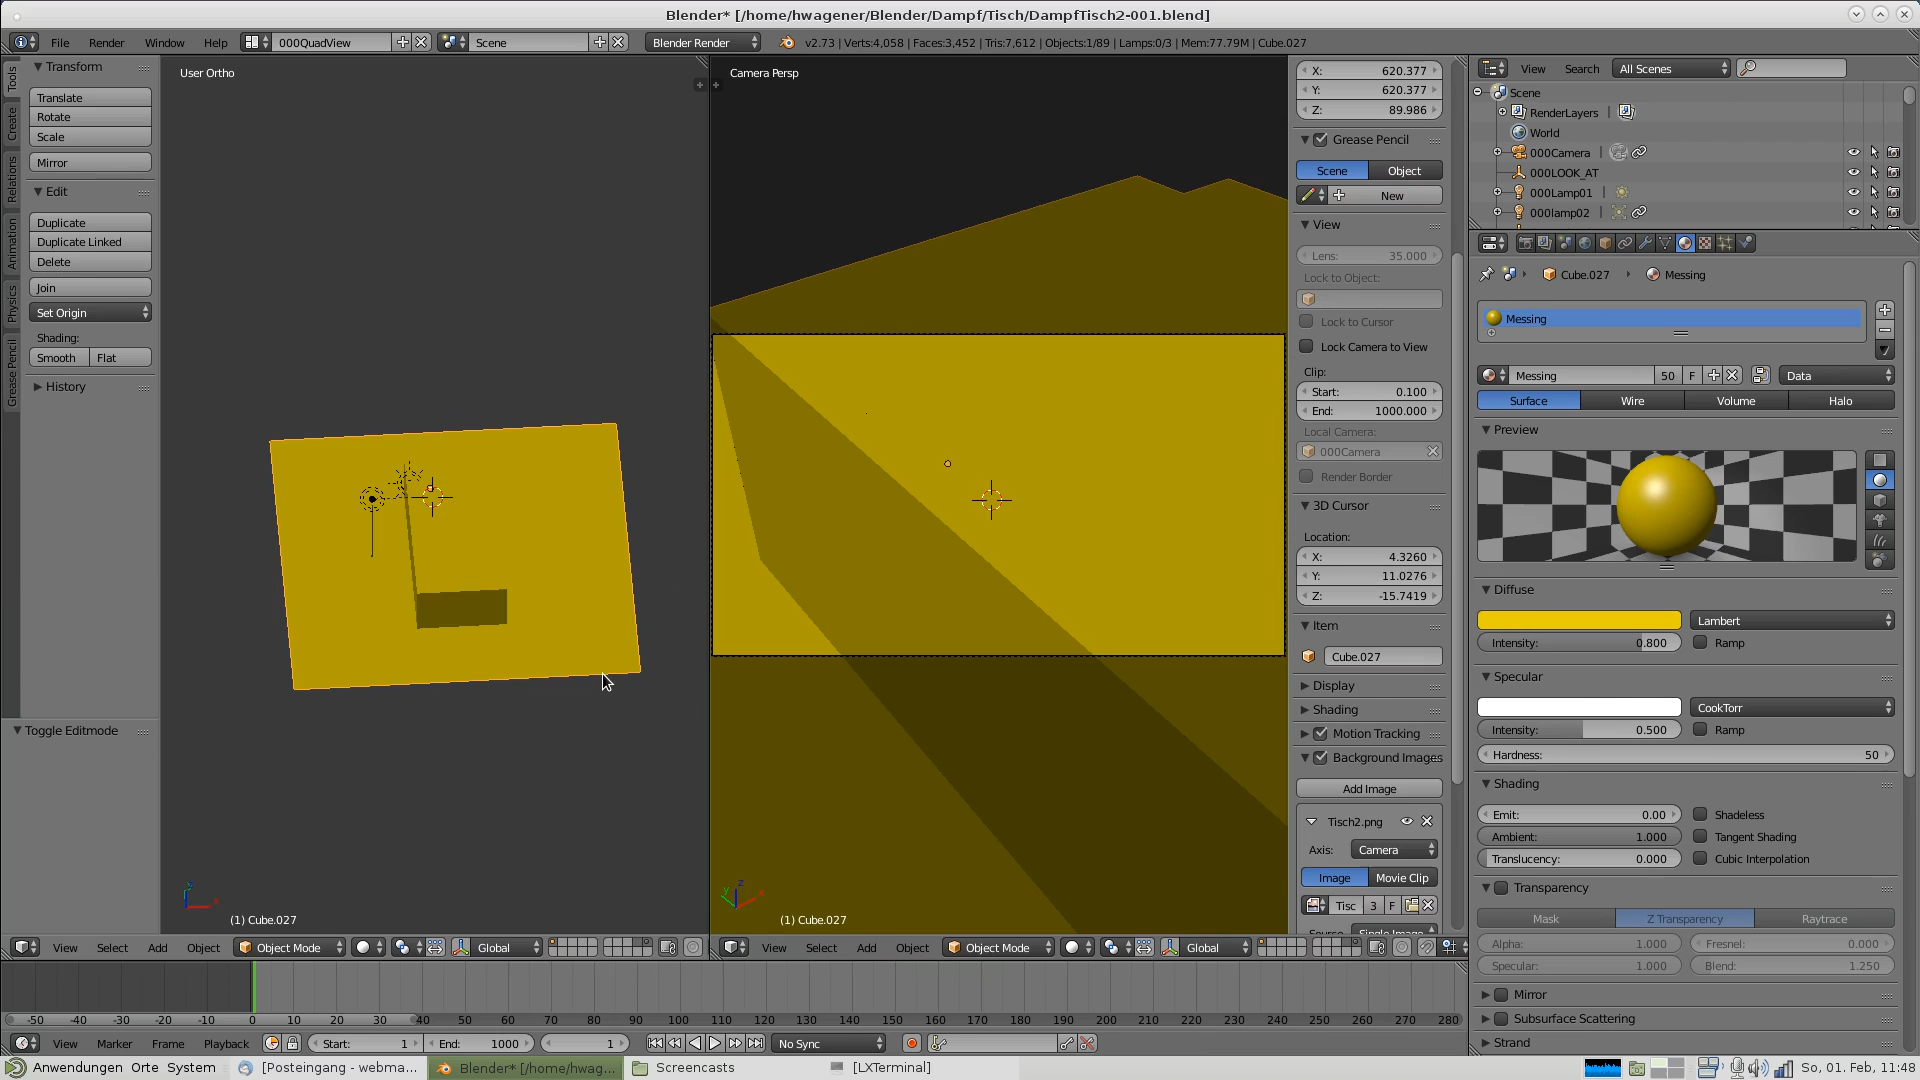 Blender* [/home/hwagener/Blender/Dampf/Tisch/DampfTisch2-001.blend]
File Render Window Help 000QuadView Scene Blender Render v2.73 | Verts:4,058 | Faces:3,452 | Tris:7,612 | Objects:1/89 | Lamps:0/3 | Mem:77.79M | Cube.027
Tools
Create
Relations
Animation
Physics
Grease Pencil
Transform
Translate
Rotate
Scale
Mirror
Edit
Duplicate
Duplicate Linked
Delete
Join
Set Origin
Shading:
Smooth Flat
History
Toggle Editmode
User Ortho
(1) Cube.027
Camera Persp
(1) Cube.027
X: 620.377
Y: 620.377
Z: 89.986
Grease Pencil
Scene Object
New
View
Lens: 35.000
Lock to Object:
Lock to Cursor
Lock Camera to View
Clip:
Start: 0.100
End: 1000.000
Local Camera:
000Camera
Render Border
3D Cursor
Location:
X: 4.3260
Y: 11.0276
Z: -15.7419
Item
Cube.027
Display
Shading
Motion Tracking
Background Images
Add Image
Tisch2.png
Axis: Camera
Image Movie Clip
Tisc 3 F
View Search All Scenes
Scene
RenderLayers
World
000Camera
000LOOK_AT
000Lamp01
000lamp02
Cube.027 Messing
Messing
Messing 50 F Data
Surface Wire Volume Halo
Preview
Diffuse
Lambert
Intensity: 0.800 Ramp
Specular
CookTorr
Intensity: 0.500 Ramp
Hardness: 50
Shading
Emit: 0.00 Shadeless
Ambient: 1.000 Tangent Shading
Translucency: 0.000 Cubic Interpolation
Transparency
Mask Z Transparency Raytrace
Alpha: 1.000 Fresnel: 0.000
Specular: 1.000 Blend: 1.250
Mirror
Subsurface Scattering
Strand
View Select Add Object Object Mode Global
View Select Add Object Object Mode Global
-50 -40 -30 -20 -10 0 10 20 30 40 50 60 70 80 90 100 110 120 130 140 150 160 170 180 190 200 210 220 230 240 250 260 270 280
View Marker Frame Playback Start: 1 End: 1000 1 No Sync
Anwendungen Orte System [Posteingang - webma... Blender* [/home/hwag... Screencasts [LXTerminal] So, 01. Feb, 11:48